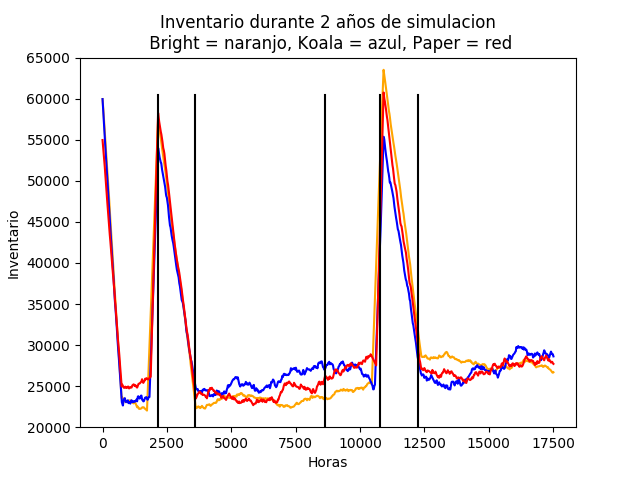 Inventario durante 2 años de simulacion
Bright = naranjo, Koala = azul, Paper = red
65000
60000
55000
50000
45000
40000
35000
30000
25000
20000
Inventario
0 2500 5000 7500 10000 12500 15000 17500
Horas